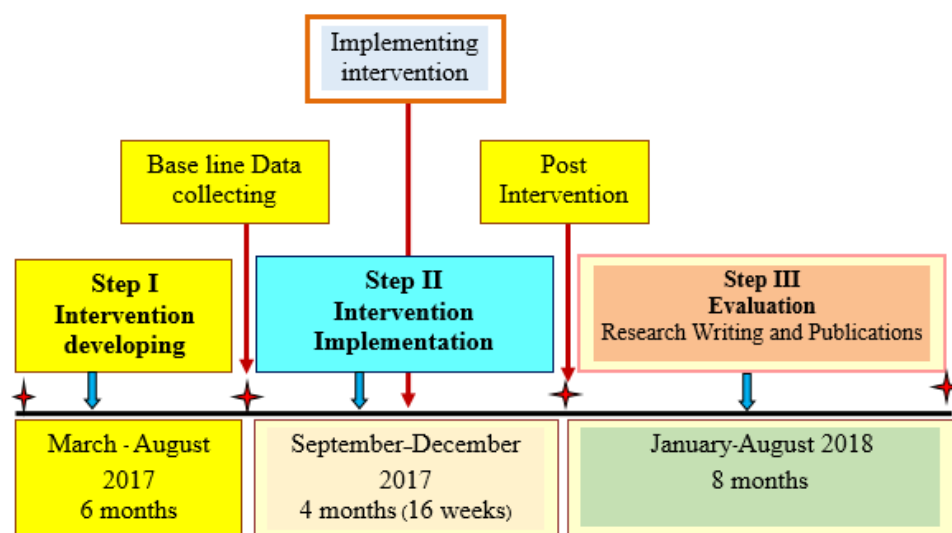 Implementing
intervention
Base line Data
collecting
Post
Intervention
Step I
Intervention
developing
Step II
Intervention
Implementation
Step III
Evaluation
Research Writing and Publications
March - August
2017
6 months
September–December
2017
4 months (16 weeks)
January-August 2018
8 months